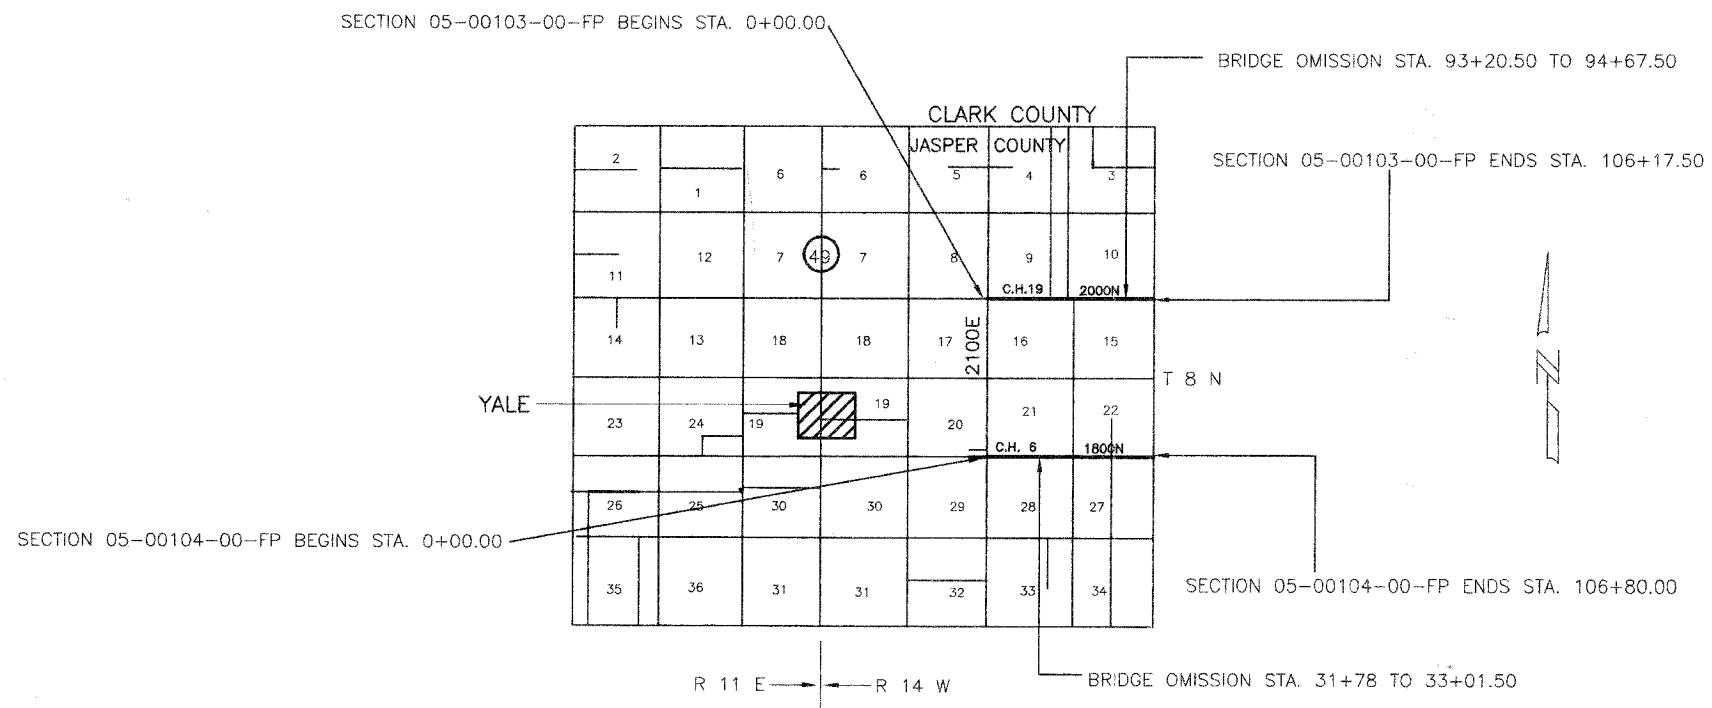 SECTION 05-00103-00-FP BEGINS STA. 0+00.00
BRIDGE OMISSION STA. 93+20.50 TO 94+67.50
CLARK COUNTY
JASPER COUNTY
SECTION 05-00103-00-FP ENDS STA. 106+17.50
2
1
6
6
5
4
3
11
12
7
49
7
8
9
10
C.H.19
2000N
14
13
18
18
17
2100E
16
15
T 8 N
YALE
23
24
19
19
20
21
22
C.H. 6
1800N
26
25
30
30
29
28
27
SECTION 05-00104-00-FP BEGINS STA. 0+00.00
35
36
31
31
32
33
34
SECTION 05-00104-00-FP ENDS STA. 106+80.00
R 11 E
R 14 W
BRIDGE OMISSION STA. 31+78 TO 33+01.50
N